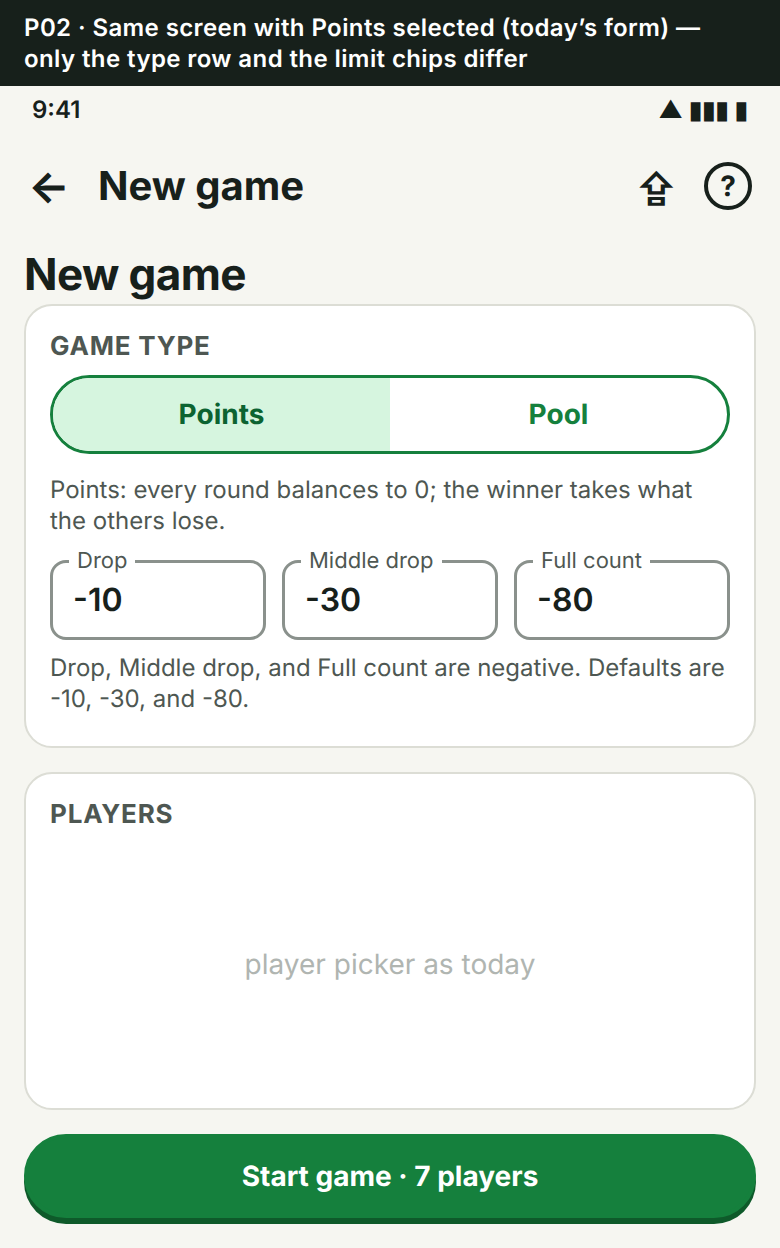 P02 · Same screen with Points selected (today’s form) —
only the type row and the limit chips differ
9:41
New game
?
New game
GAME TYPE
Points
Pool
Points: every round balances to 0; the winner takes what
the others lose.
Drop
Middle drop
Full count
-10
-30
-80
Drop, Middle drop, and Full count are negative. Defaults are
-10, -30, and -80.
PLAYERS
player picker as today
Start game · 7 players